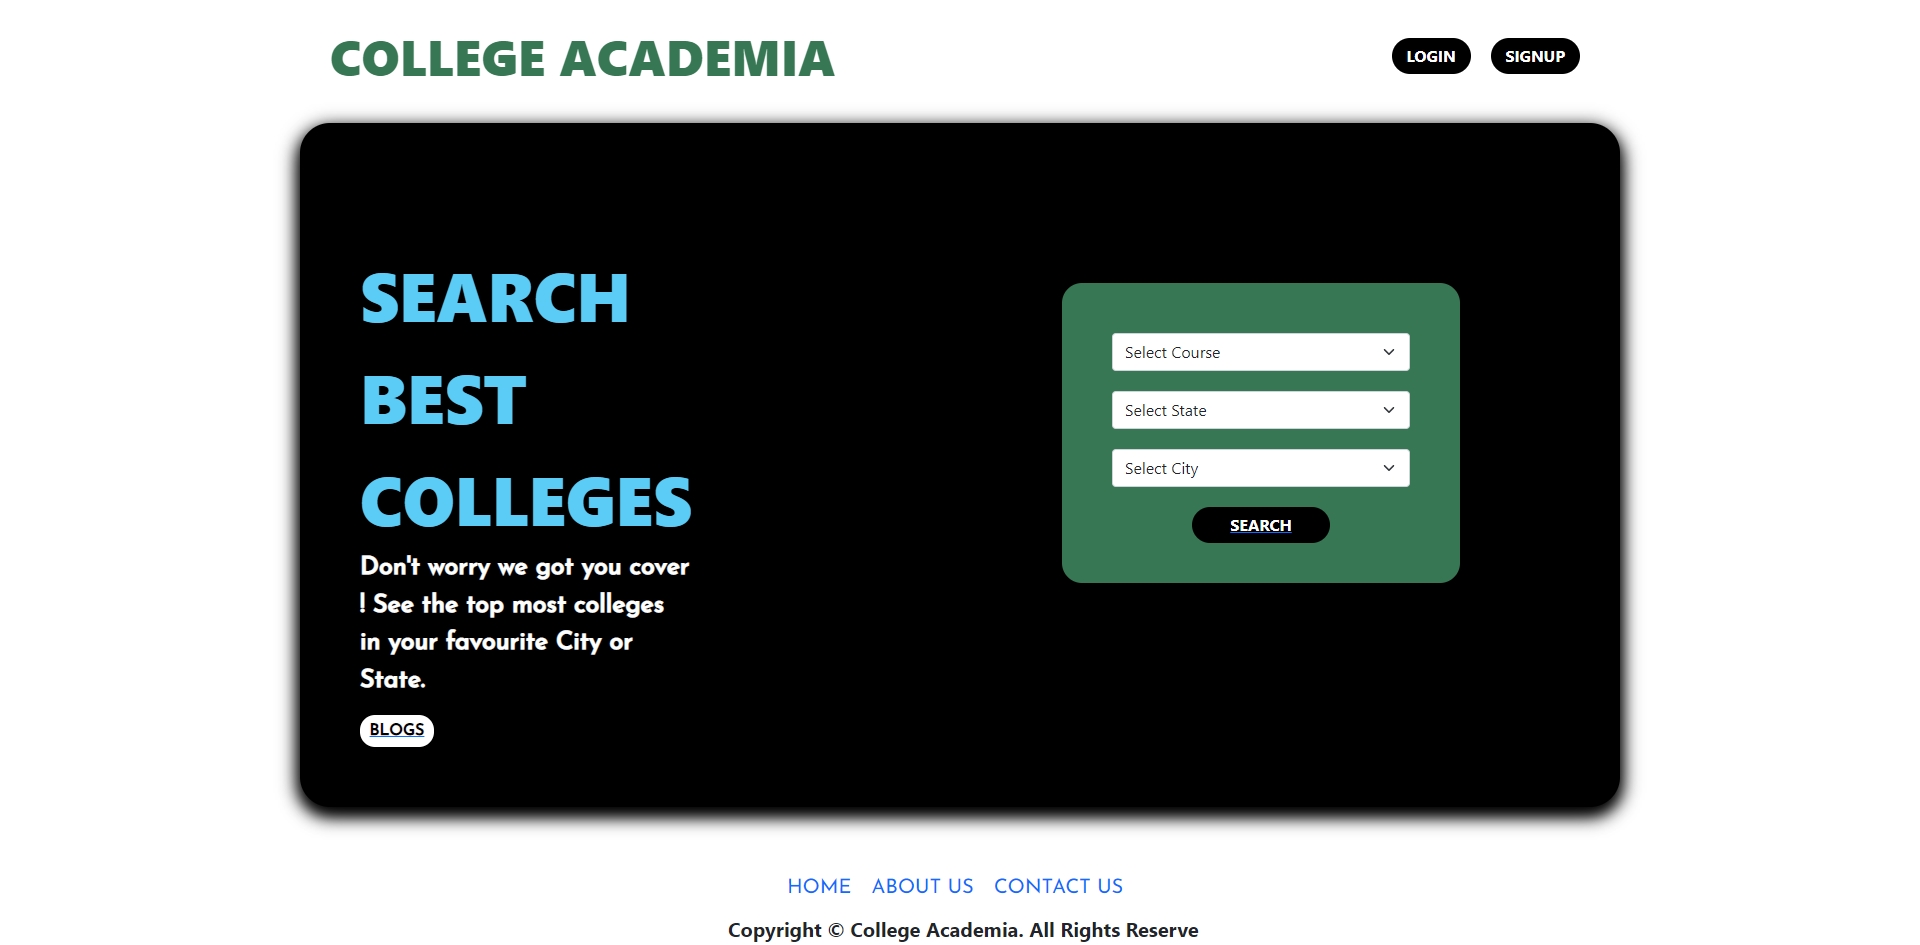 COLLEGE ACADEMIA
LOGIN
SIGNUP
SEARCH
BEST
COLLEGES
Don't worry we got you cover
! See the top most colleges
in your favourite City or
State.
BLOGS
Select Course
Select State
Select City
SEARCH
HOME ABOUT US CONTACT US
Copyright © College Academia. All Rights Reserve